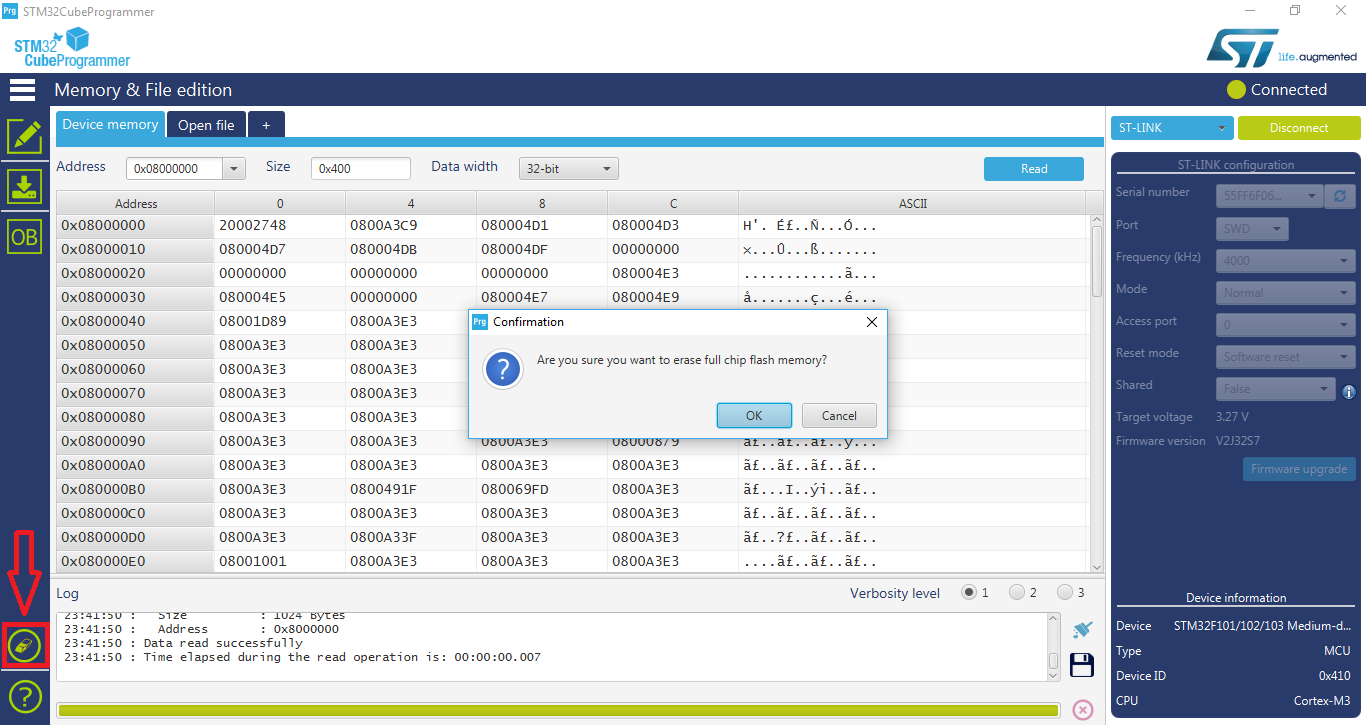 Prg STM32CubeProgrammer
STM32
CubeProgrammer
ST life.augmented
Memory & File edition
Connected
Device memory Open file +
ST-LINK Disconnect
Address 0x08000000 Size 0x400 Data width 32-bit Read
ST-LINK configuration
Serial number 55FF6F06...
Port SWD
Frequency (kHz) 4000
Mode Normal
Access port 0
Reset mode Software reset
Shared False
Target voltage 3.27 V
Firmware version V2J32S7
Firmware upgrade
Address 0 4 8 C ASCII
0x08000000 20002748 0800A3C9 080004D1 080004D3 H'. É£..Ñ...Ó...
0x08000010 080004D7 080004DB 080004DF 00000000 ×...Û...ß.......
0x08000020 00000000 00000000 00000000 080004E3 ............ã...
0x08000030 080004E5 00000000 080004E7 080004E9 å.......ç...é...
0x08000040 08001D89 0800A3E3
0x08000050 0800A3E3 0800A3E3
0x08000060 0800A3E3 0800A3E3
0x08000070 0800A3E3 0800A3E3
0x08000080 0800A3E3 0800A3E3
0x08000090 0800A3E3 0800A3E3 0800A3E3 08000879 ã£..ã£..ã£..y...
0x080000A0 0800A3E3 0800A3E3 0800A3E3 0800A3E3 ã£..ã£..ã£..ã£..
0x080000B0 0800A3E3 0800491F 080069FD 0800A3E3 ã£...I..ýi..ã£..
0x080000C0 0800A3E3 0800A3E3 0800A3E3 0800A3E3 ã£..ã£..ã£..ã£..
0x080000D0 0800A3E3 0800A33F 0800A3E3 0800A3E3 ã£..?£..ã£..ã£..
0x080000E0 08001001 0800A3E3 0800A3E3 0800A3E3 ....ã£..ã£..ã£..
Prg Confirmation
?
Are you sure you want to erase full chip flash memory?
OK Cancel
OB
?
Log Verbosity level 1 2 3
23:41:50 : Size : 1024 Bytes
23:41:50 : Address : 0x8000000
23:41:50 : Data read successfully
23:41:50 : Time elapsed during the read operation is: 00:00:00.007
Device information
Device STM32F101/102/103 Medium-d...
Type MCU
Device ID 0x410
CPU Cortex-M3